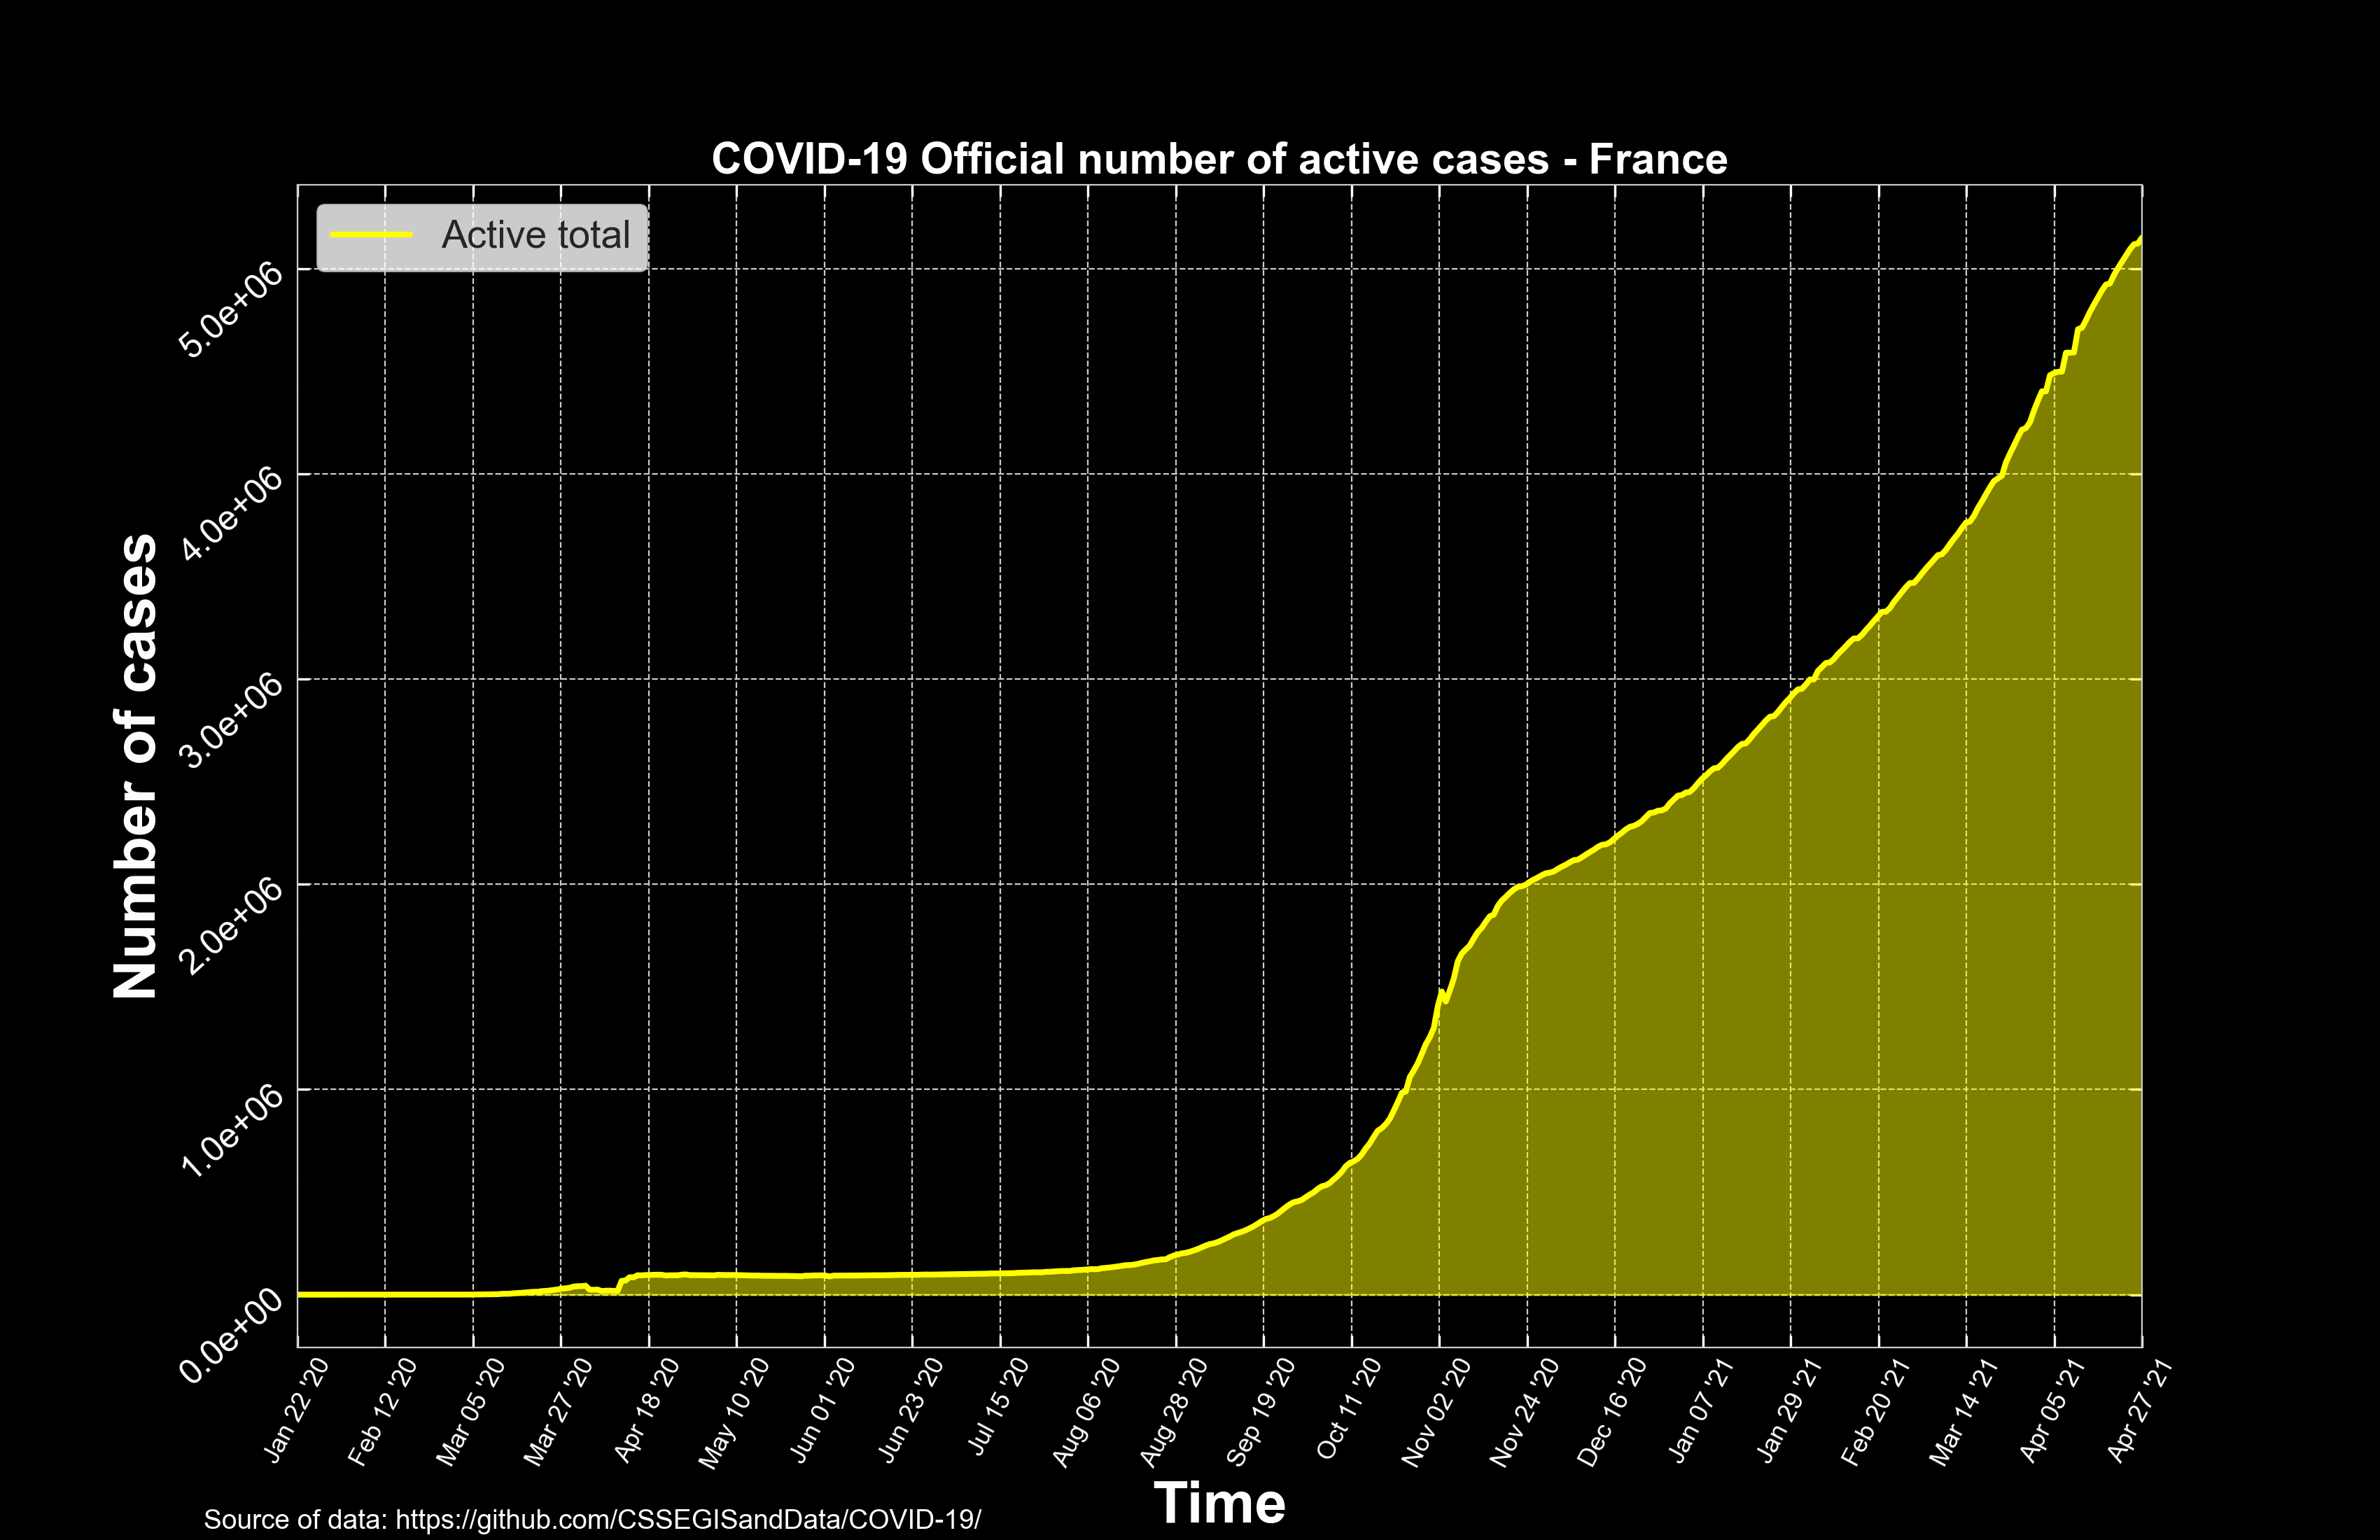 COVID-19 Official number of active cases - France
Active total
Number of cases
5.0e+06
4.0e+06
3.0e+06
2.0e+06
1.0e+06
0.0e+00
Jan 22 '20
Feb 12 '20
Mar 05 '20
Mar 27 '20
Apr 18 '20
May 10 '20
Jun 01 '20
Jun 23 '20
Jul 15 '20
Aug 06 '20
Aug 28 '20
Sep 19 '20
Oct 11 '20
Nov 02 '20
Nov 24 '20
Dec 16 '20
Jan 07 '21
Jan 29 '21
Feb 20 '21
Mar 14 '21
Apr 05 '21
Apr 27 '21
Time
Source of data: https://github.com/CSSEGISandData/COVID-19/